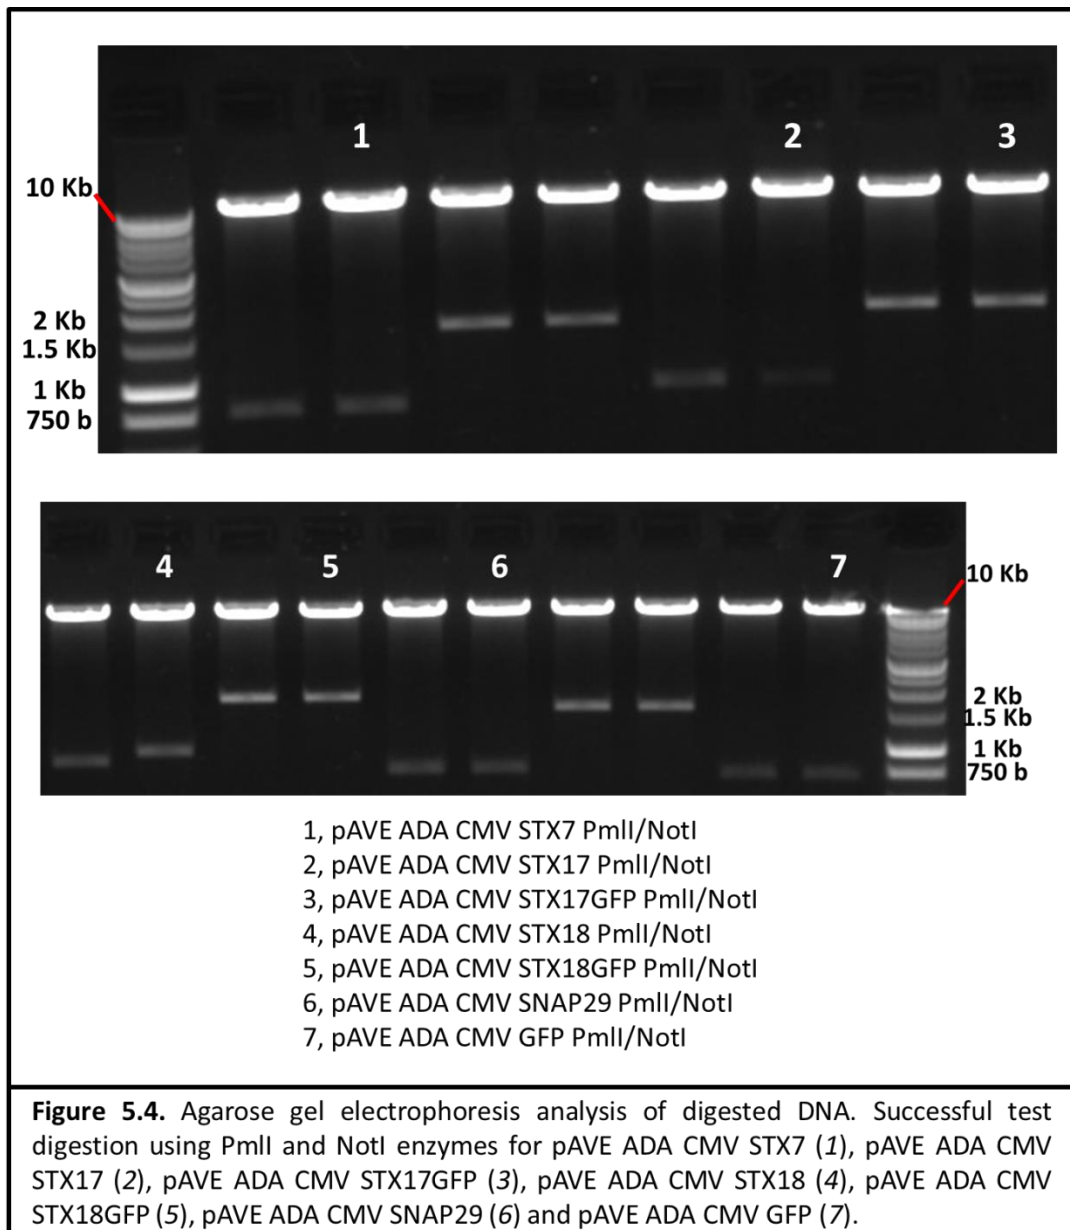 1 2 3
10 Kb
2 Kb
1.5 Kb
1 Kb
750 b
4 5 6 7
10 Kb
2 Kb
1.5 Kb
1 Kb
750 b
1, pAVE ADA CMV STX7 PmlI/NotI
2, pAVE ADA CMV STX17 PmlI/NotI
3, pAVE ADA CMV STX17GFP PmlI/NotI
4, pAVE ADA CMV STX18 PmlI/NotI
5, pAVE ADA CMV STX18GFP PmlI/NotI
6, pAVE ADA CMV SNAP29 PmlI/NotI
7, pAVE ADA CMV GFP PmlI/NotI
Figure 5.4. Agarose gel electrophoresis analysis of digested DNA. Successful test
digestion using PmlI and NotI enzymes for pAVE ADA CMV STX7 (1), pAVE ADA CMV
STX17 (2), pAVE ADA CMV STX17GFP (3), pAVE ADA CMV STX18 (4), pAVE ADA CMV
STX18GFP (5), pAVE ADA CMV SNAP29 (6) and pAVE ADA CMV GFP (7).